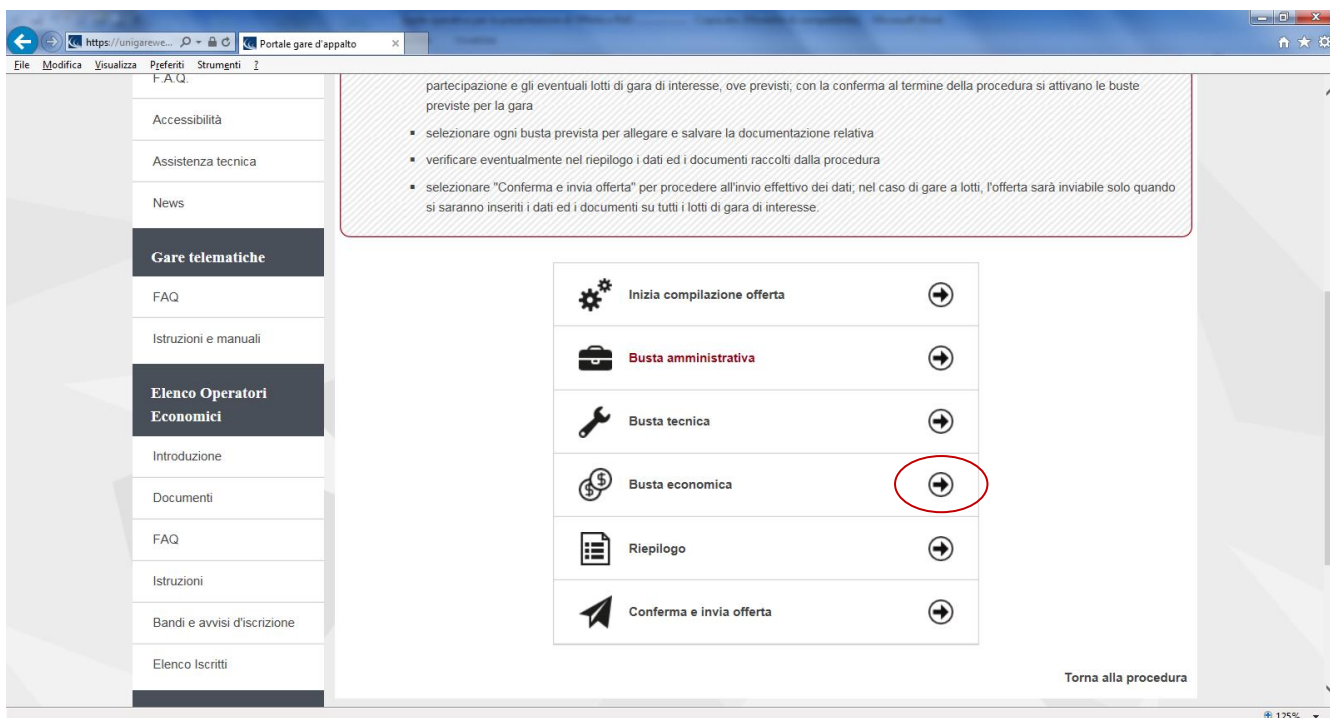 https://unigarewe...
Portale gare d'appalto
File Modifica Visualizza Preferiti Strumenti ?
F.A.Q.
Accessibilità
Assistenza tecnica
News
Gare telematiche
FAQ
Istruzioni e manuali
Elenco Operatori
Economici
Introduzione
Documenti
FAQ
Istruzioni
Bandi e avvisi d'iscrizione
Elenco Iscritti
partecipazione e gli eventuali lotti di gara di interesse, ove previsti; con la conferma al termine della procedura si attivano le buste
previste per la gara
selezionare ogni busta prevista per allegare e salvare la documentazione relativa
verificare eventualmente nel riepilogo i dati ed i documenti raccolti dalla procedura
selezionare "Conferma e invia offerta" per procedere all'invio effettivo dei dati; nel caso di gare a lotti, l'offerta sarà inviabile solo quando
si saranno inseriti i dati ed i documenti su tutti i lotti di gara di interesse.
Inizia compilazione offerta
Busta amministrativa
Busta tecnica
Busta economica
Riepilogo
Conferma e invia offerta
Torna alla procedura
125%